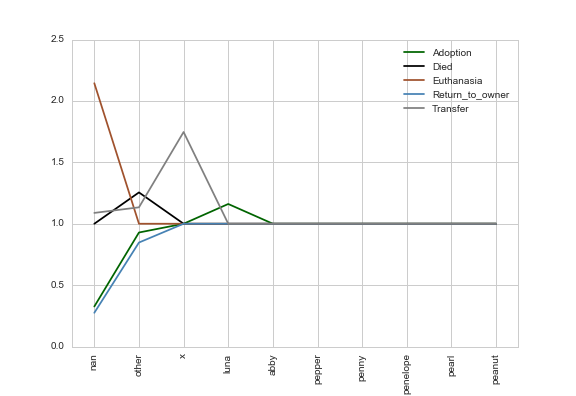 2.5
2.0
1.5
1.0
0.5
0.0
Adoption
Died
Euthanasia
Return_to_owner
Transfer
nan
other
x
luna
abby
pepper
penny
penelope
pearl
peanut